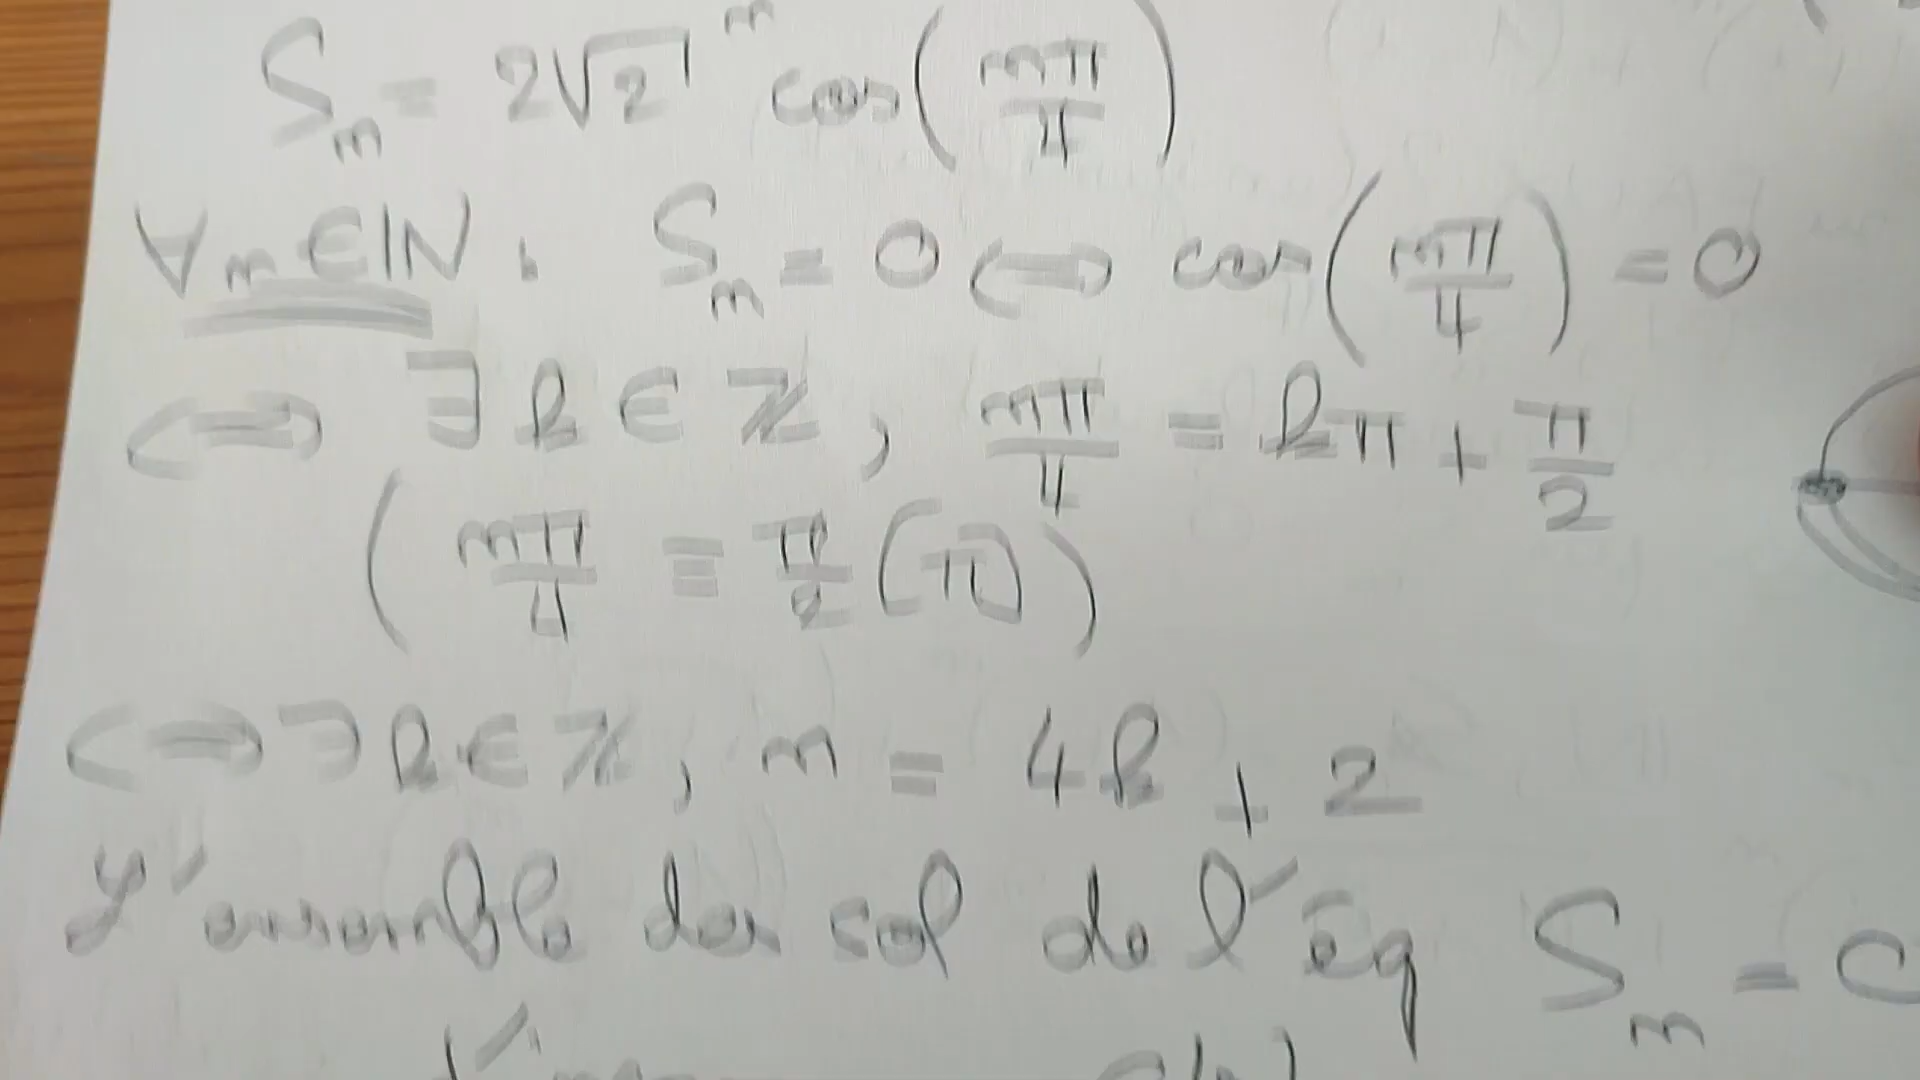 Sₙ = 2√2ⁿ cos(nπ/4)
∀n∈ℕ, Sₙ = 0 ⟺ cos(nπ/4) = 0
⟺ ∃k∈ℤ, nπ/4 = kπ + π/2
(nπ/4 ≡ π/2 [π])
⟺ ∃k∈ℤ, n = 4k + 2
L'ensemble des sol de l'éq Sₙ = 0